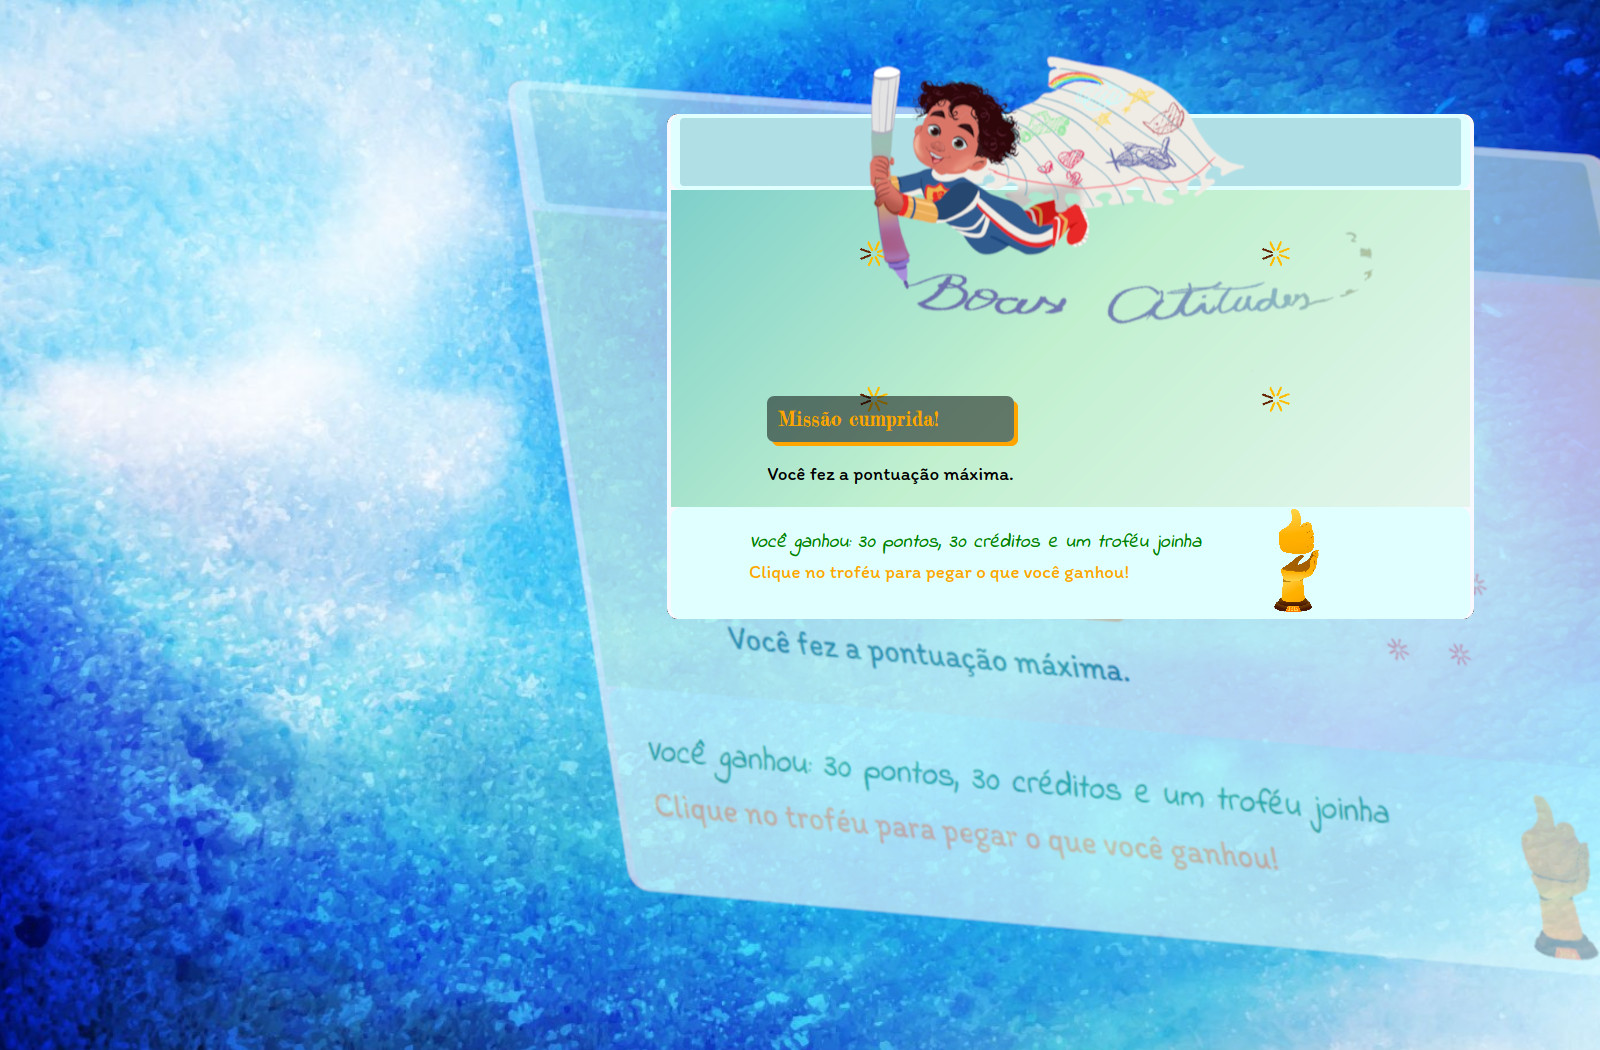 Boas Atitudes
Missão cumprida!
Você fez a pontuação máxima.
Você ganhou: 30 pontos, 30 créditos e um troféu joinha
Clique no troféu para pegar o que você ganhou!
Você fez a pontuação máxima.
Você ganhou: 30 pontos, 30 créditos e um troféu joinha
Clique no troféu para pegar o que você ganhou!